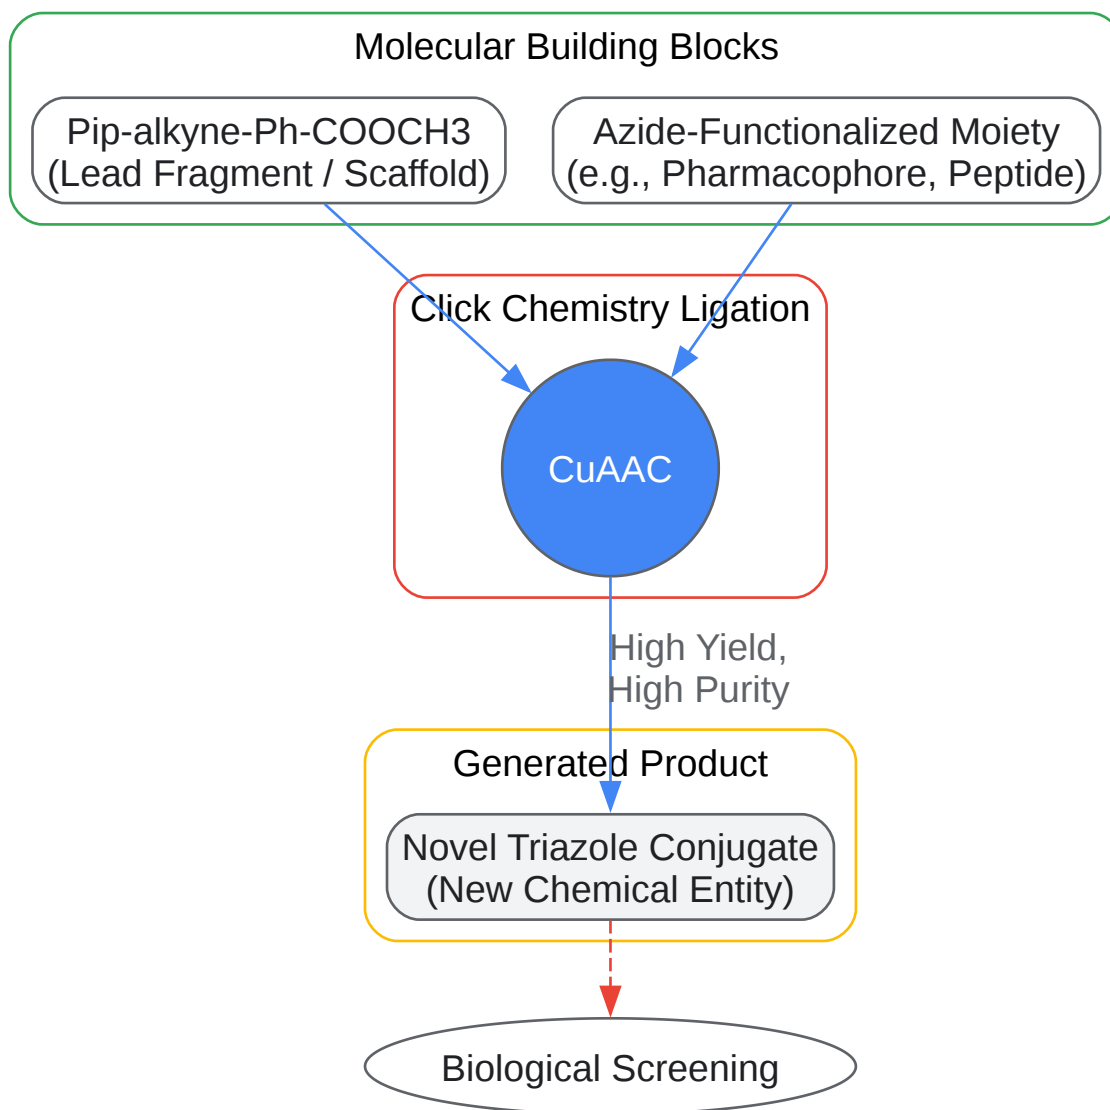 Molecular Building Blocks
Pip-alkyne-Ph-COOCH3
(Lead Fragment / Scaffold)
Azide-Functionalized Moiety
(e.g., Pharmacophore, Peptide)
Click Chemistry Ligation
CuAAC
High Yield,
High Purity
Generated Product
Novel Triazole Conjugate
(New Chemical Entity)
Biological Screening